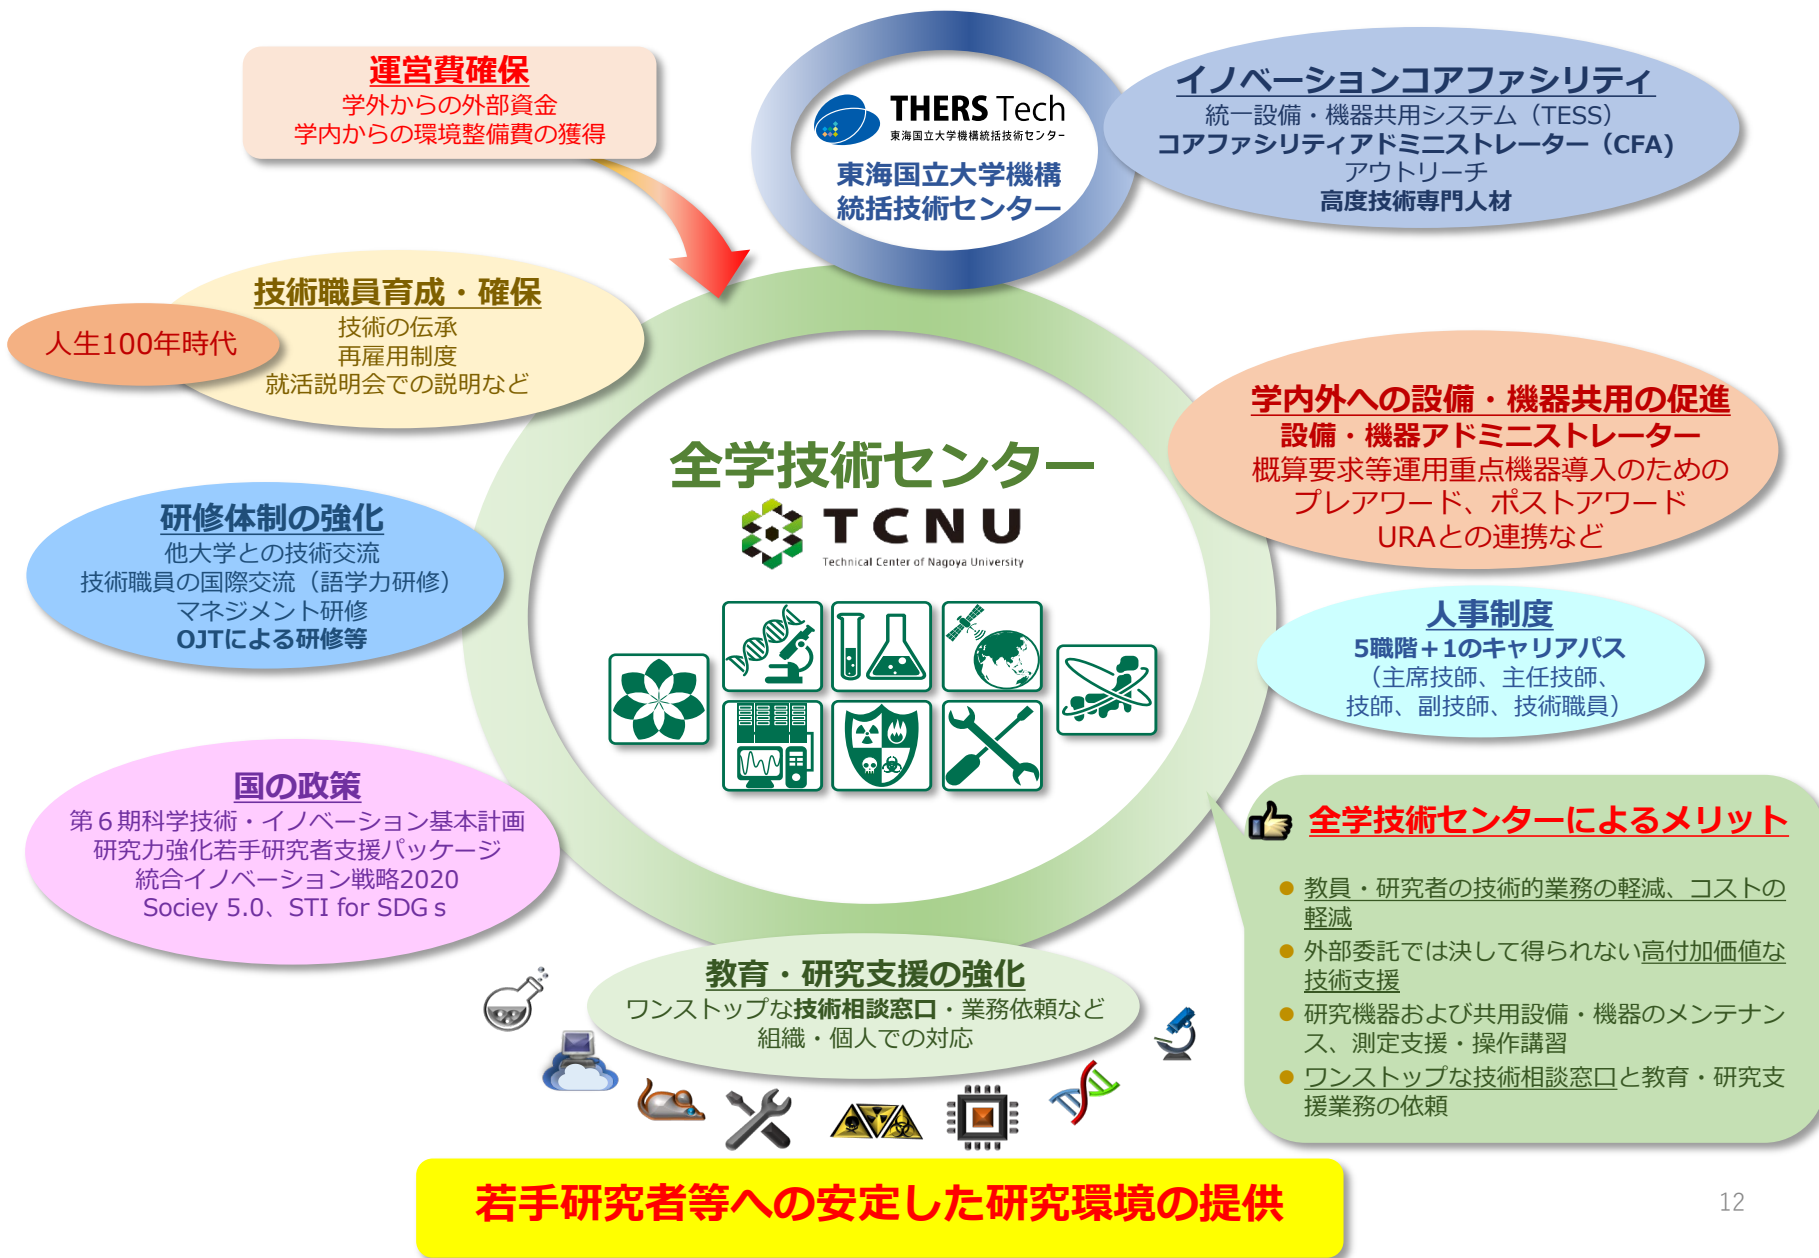 運営費確保
学外からの外部資金
学内からの環境整備費の獲得
THERS Tech
東海国立大学機構統括技術センター
東海国立大学機構
統括技術センター
イノベーションコアファシリティ
統一設備・機器共用システム（TESS）
コアファシリティアドミニストレーター（CFA)
アウトリーチ
高度技術専門人材
技術職員育成・確保
技術の伝承
再雇用制度
就活説明会での説明など
人生100年時代
学内外への設備・機器共用の促進
設備・機器アドミニストレーター
概算要求等運用重点機器導入のための
プレアワード、ポストアワード
URAとの連携など
全学技術センター
TCNU
Technical Center of Nagoya University
研修体制の強化
他大学との技術交流
技術職員の国際交流（語学力研修）
マネジメント研修
OJTによる研修等
人事制度
5職階＋1のキャリアパス
（主席技師、主任技師、
技師、副技師、技術職員）
国の政策
第６期科学技術・イノベーション基本計画
研究力強化若手研究者支援パッケージ
統合イノベーション戦略2020
Sociey 5.0、STI for SDGｓ
全学技術センターによるメリット
● 教員・研究者の技術的業務の軽減、コストの
軽減
● 外部委託では決して得られない高付加価値な
技術支援
● 研究機器および共用設備・機器のメンテナン
ス、測定支援・操作講習
● ワンストップな技術相談窓口と教育・研究支
援業務の依頼
教育・研究支援の強化
ワンストップな技術相談窓口・業務依頼など
組織・個人での対応
若手研究者等への安定した研究環境の提供
12